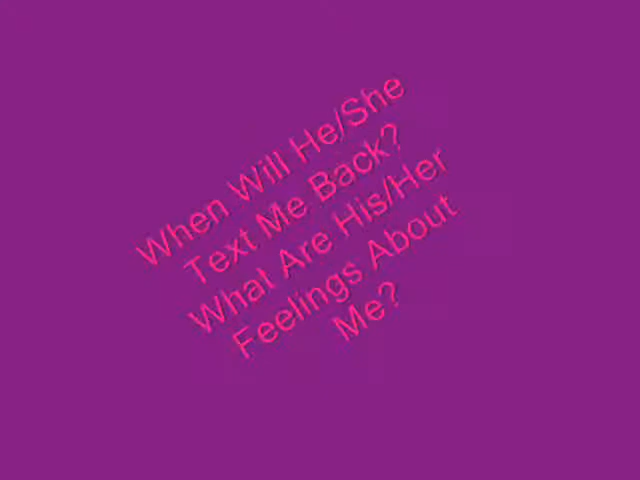 When Will He/She
Text Me Back?
What Are His/Her
Feelings About
Me?